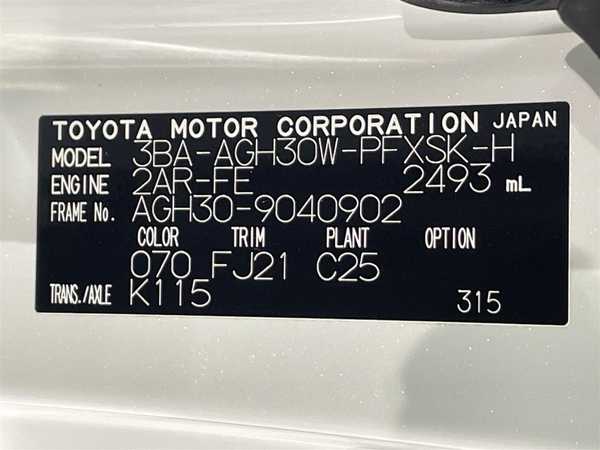 TOYOTA MOTOR CORPORATION JAPAN
MODEL 3BA-AGH30W-PFXSK-H
ENGINE 2AR-FE 2493 mL
FRAME No. AGH30-9040902
COLOR TRIM PLANT OPTION
070 FJ21 C25
TRANS./AXLE K115 315